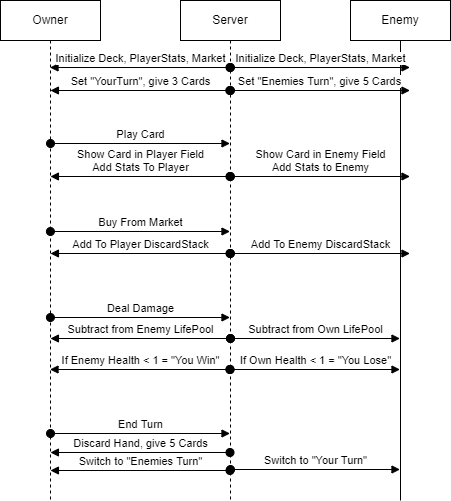 Owner Server Enemy
Initialize Deck, PlayerStats, Market Initialize Deck, PlayerStats, Market
Set "YourTurn", give 3 Cards Set "Enemies Turn", give 5 Cards
Play Card
Show Card in Player Field Show Card in Enemy Field
Add Stats To Player Add Stats to Enemy
Buy From Market
Add To Player DiscardStack Add To Enemy DiscardStack
Deal Damage
Subtract from Enemy LifePool Subtract from Own LifePool
If Enemy Health < 1 = "You Win" If Own Health < 1 = "You Lose"
End Turn
Discard Hand, give 5 Cards
Switch to "Enemies Turn" Switch to "Your Turn"